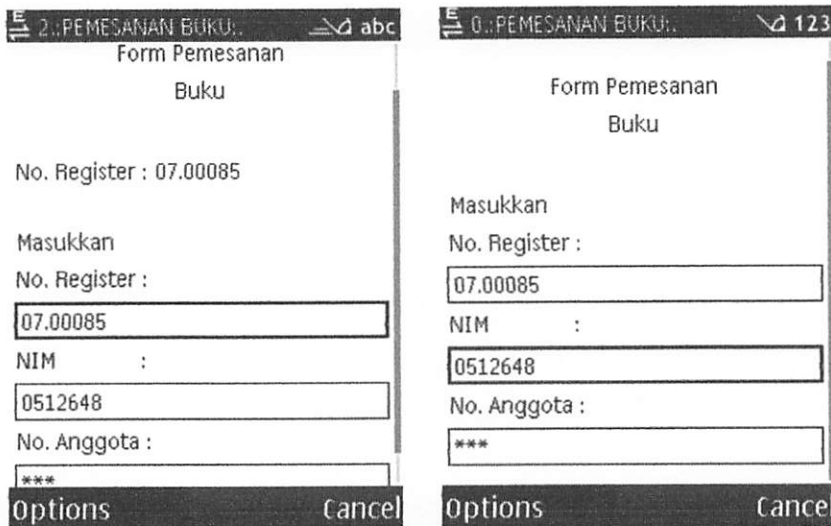 2.:PEMESANAN BUKU:. abc
Form Pemesanan
Buku
No. Register : 07.00085
Masukkan
No. Register :
07.00085
NIM :
0512648
No. Anggota :
***
Options Cancel
0.:PEMESANAN BUKU:. 123
Form Pemesanan
Buku
Masukkan
No. Register :
07.00085
NIM :
0512648
No. Anggota :
***
Options Cance